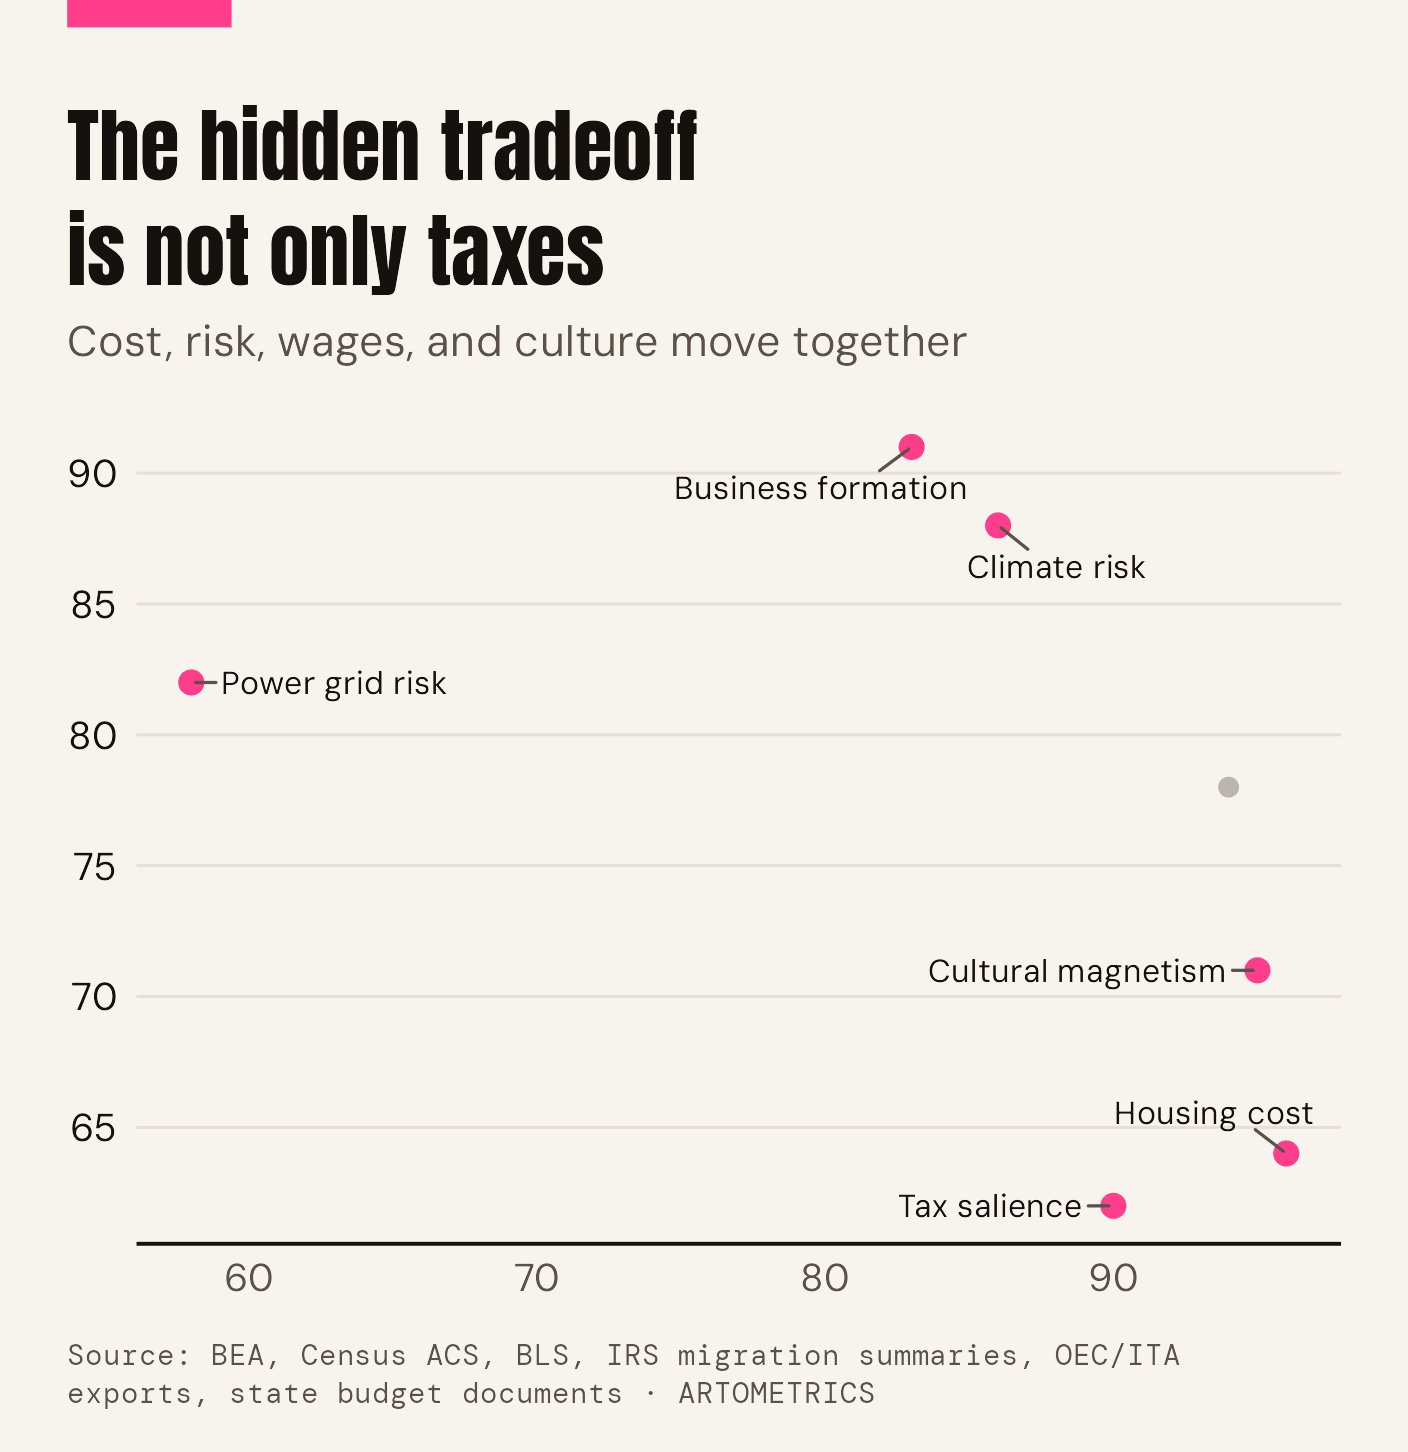 The hidden tradeoff
is not only taxes
Cost, risk, wages, and culture move together
90
Business formation
Climate risk
85
Power grid risk
80
75
Cultural magnetism
70
Housing cost
65
Tax salience
60 70 80 90
Source: BEA, Census ACS, BLS, IRS migration summaries, OEC/ITA
exports, state budget documents · ARTOMETRICS